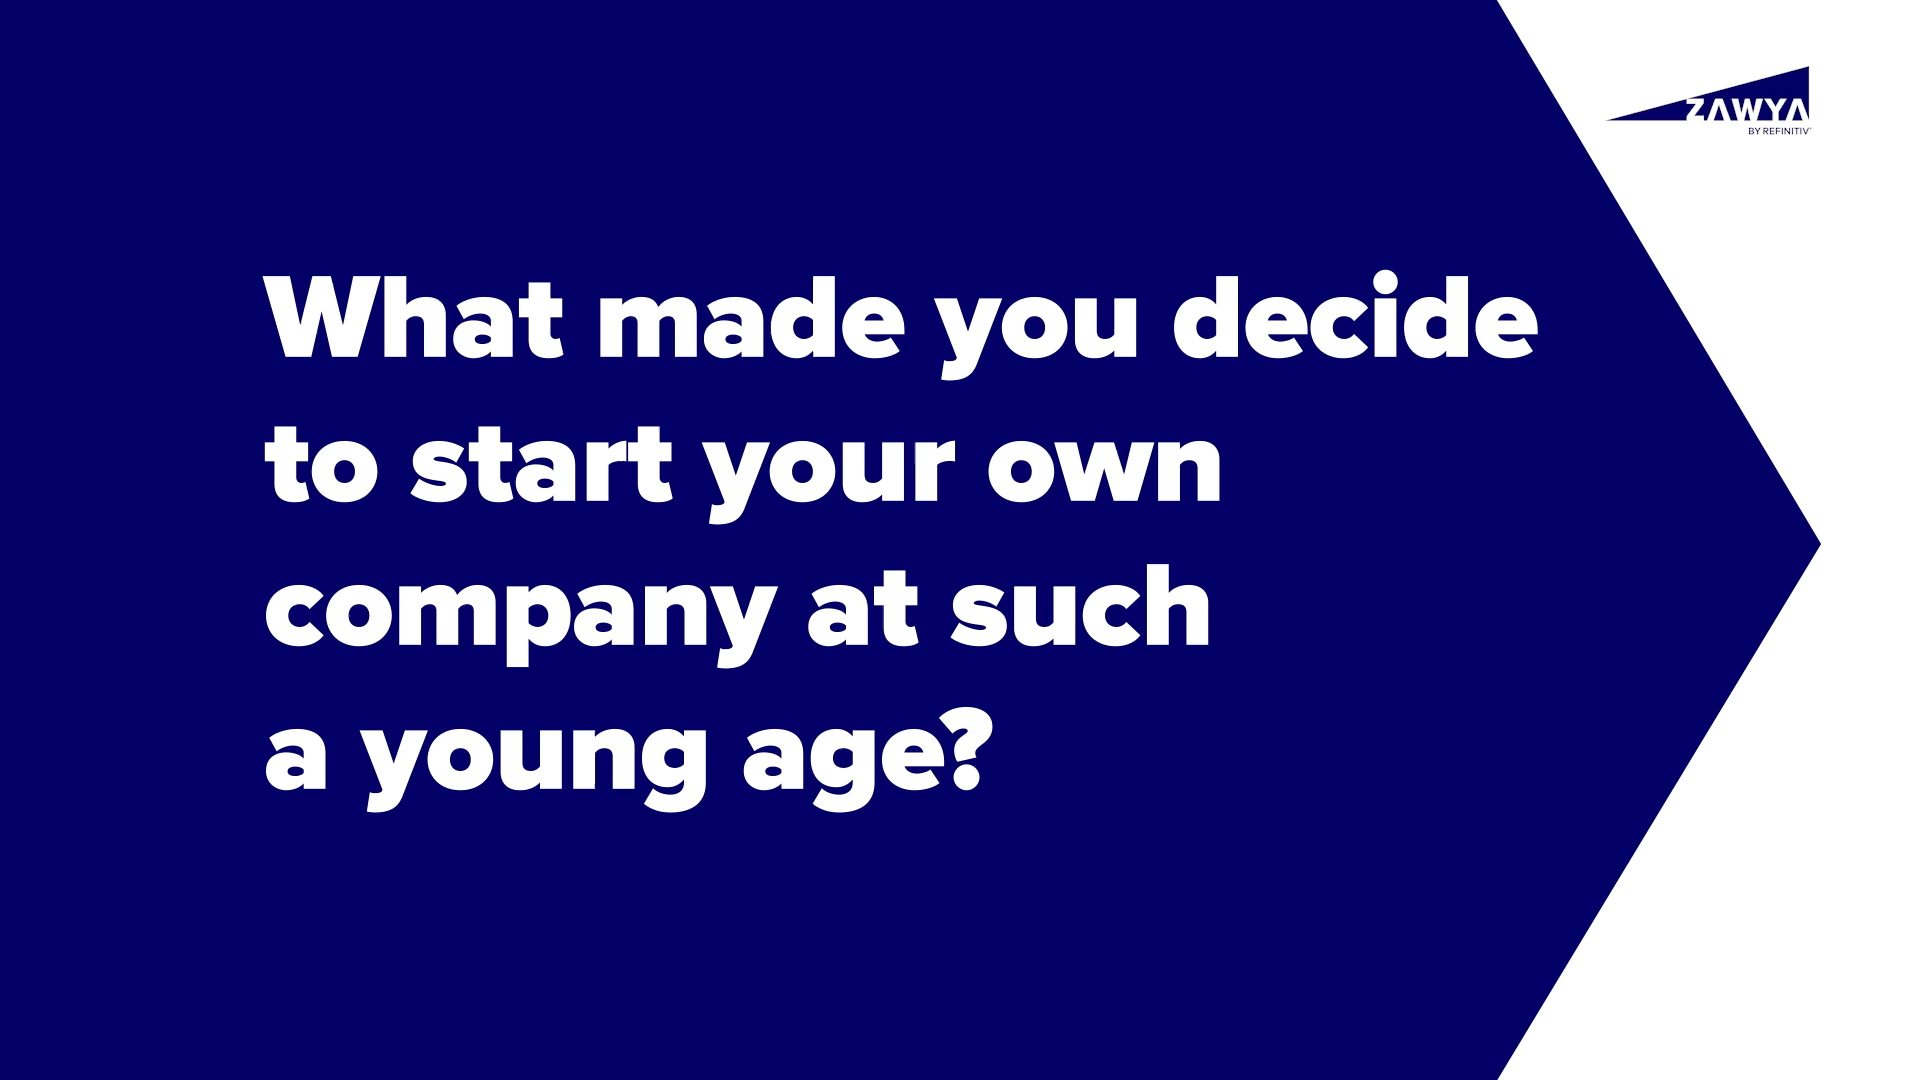 ZAWYA
BY REFINITIV
What made you decide
to start your own
company at such
a young age?